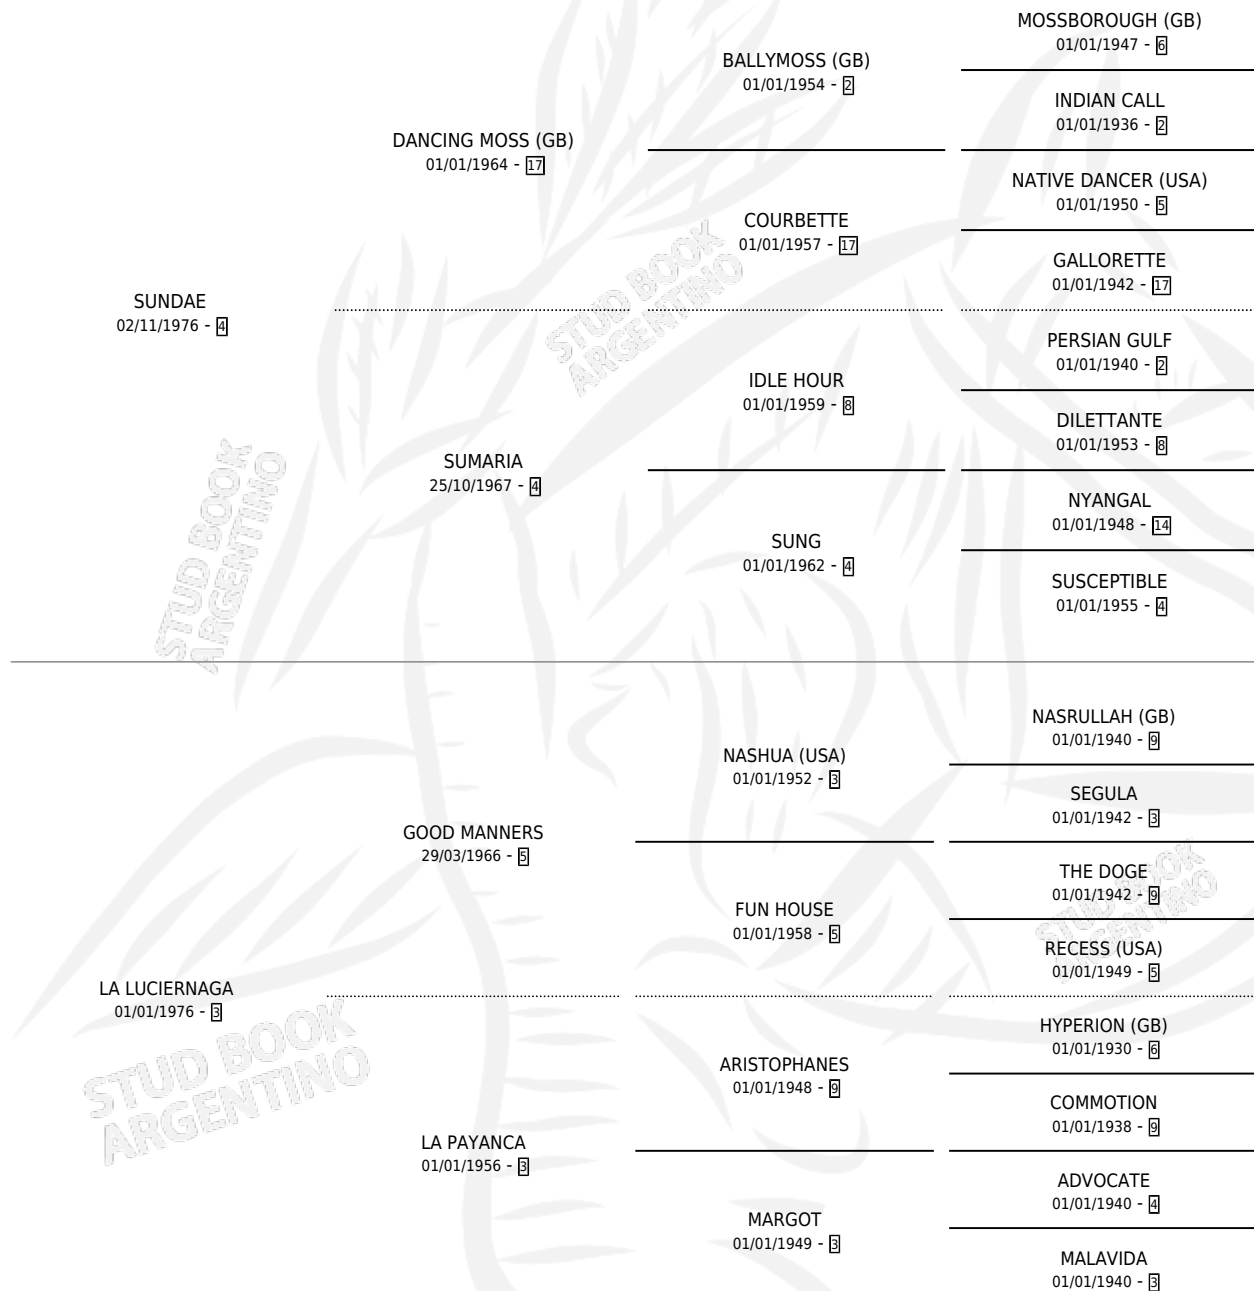 MOSSBOROUGH (GB)
01/01/1947 - 6
BALLYMOSS (GB)
01/01/1954 - 2
INDIAN CALL
01/01/1936 - 2
DANCING MOSS (GB)
01/01/1964 - 17
NATIVE DANCER (USA)
01/01/1950 - 5
COURBETTE
01/01/1957 - 17
GALLORETTE
01/01/1942 - 17
SUNDAE
02/11/1976 - 4
STUD BOOK
ARGENTINO
PERSIAN GULF
01/01/1940 - 2
IDLE HOUR
01/01/1959 - 8
DILETTANTE
01/01/1953 - 8
SUMARIA
25/10/1967 - 4
NYANGAL
01/01/1948 - 14
SUNG
01/01/1962 - 4
SUSCEPTIBLE
01/01/1955 - 4
STUD BOOK
ARGENTINO
NASRULLAH (GB)
01/01/1940 - 9
NASHUA (USA)
01/01/1952 - 3
SEGULA
01/01/1942 - 3
GOOD MANNERS
29/03/1966 - 5
THE DOGE
01/01/1942 - 9
FUN HOUSE
01/01/1958 - 5
STUD BOOK
ARGENTINO
RECESS (USA)
01/01/1949 - 5
LA LUCIERNAGA
01/01/1976 - 3
HYPERION (GB)
01/01/1930 - 6
ARISTOPHANES
01/01/1948 - 9
COMMOTION
01/01/1938 - 9
STUD BOOK
ARGENTINO
LA PAYANCA
01/01/1956 - 3
ADVOCATE
01/01/1940 - 4
MARGOT
01/01/1949 - 3
MALAVIDA
01/01/1940 - 3